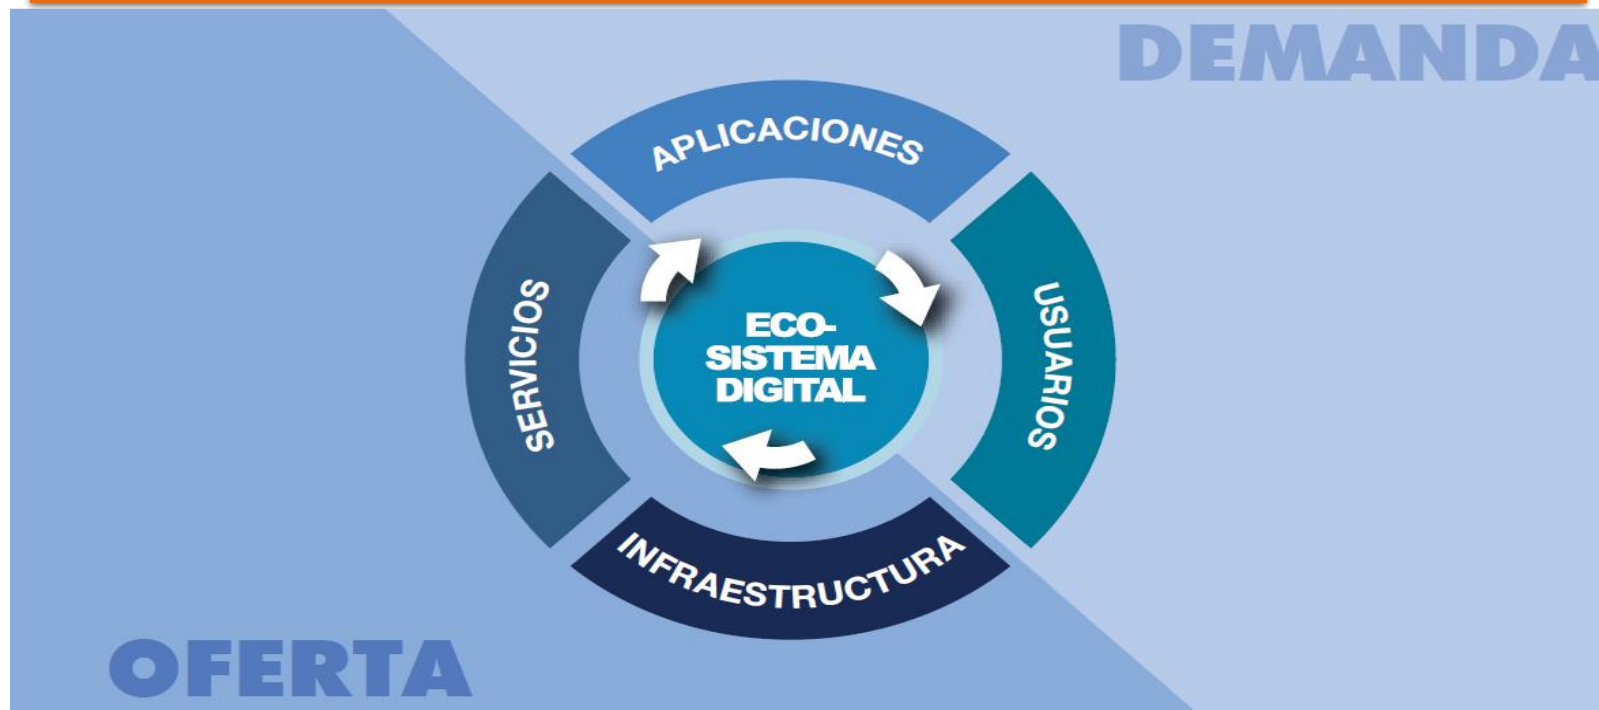 DEMANDA
APLICACIONES
SERVICIOS
USUARIOS
ECO-
SISTEMA
DIGITAL
INFRAESTRUCTURA
OFERTA